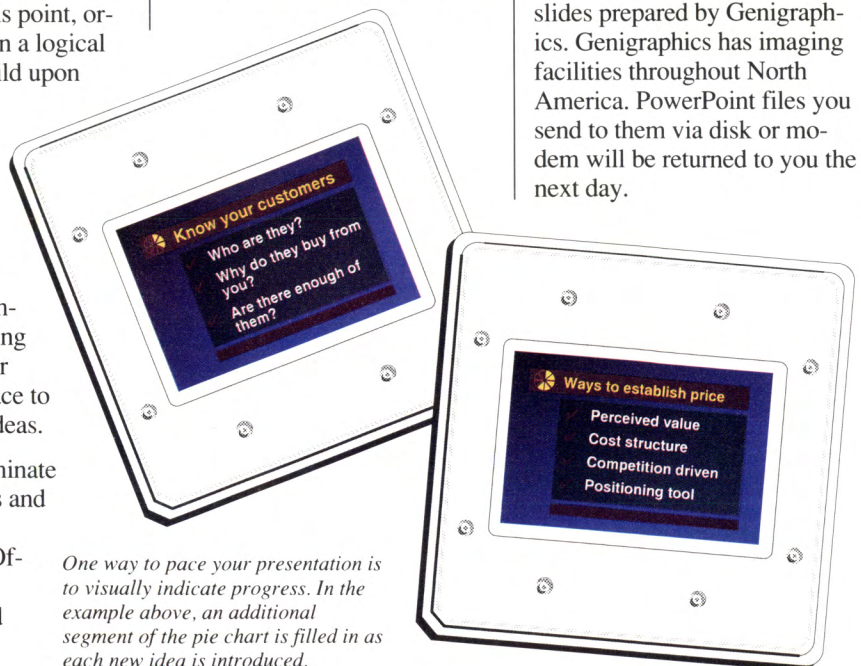 s point, or-
n a logical
ild upon
n-
ng
r
ce to
deas.
ninate
s and
Of-
d
Know your customers
Who are they?
Why do they buy from
you?
Are there enough of
them?
One way to pace your presentation is
to visually indicate progress. In the
example above, an additional
segment of the pie chart is filled in as
each new idea is introduced.
slides prepared by Genigraph-
ics. Genigraphics has imaging
facilities throughout North
America. PowerPoint files you
send to them via disk or mo-
dem will be returned to you the
next day.
Ways to establish price
Perceived value
Cost structure
Competition driven
Positioning tool